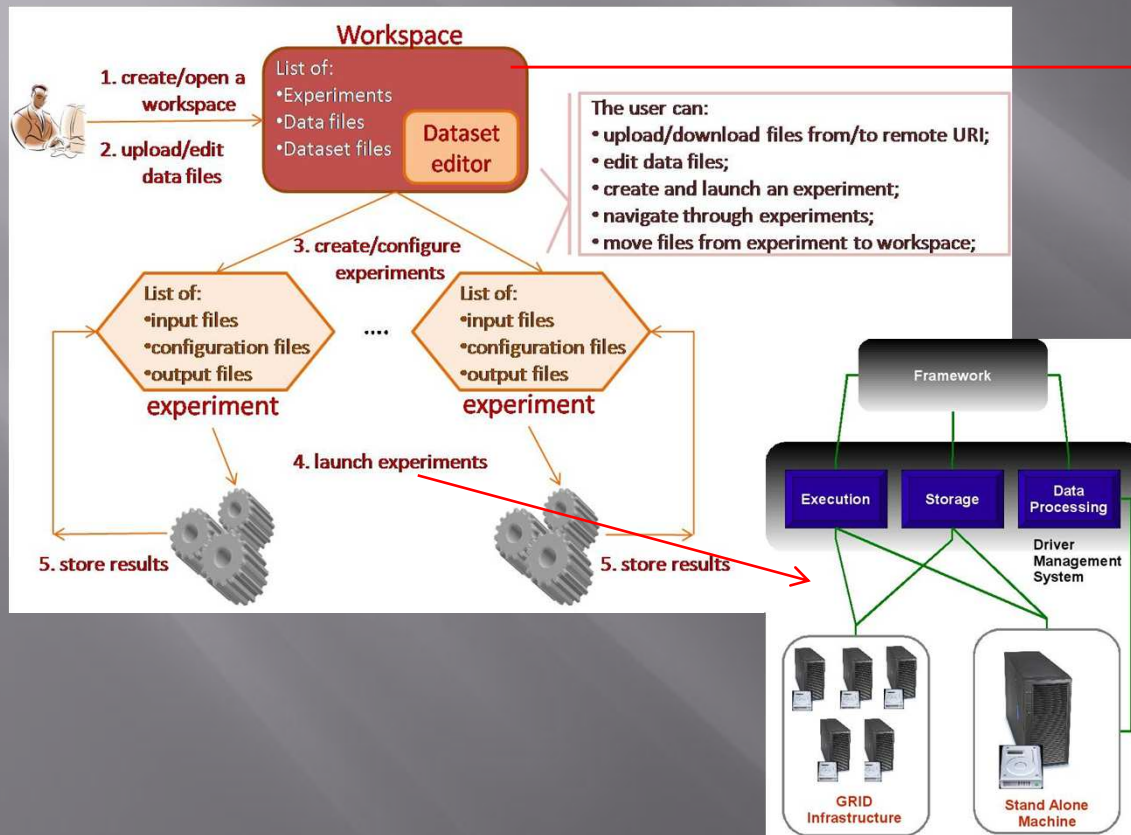 Workspace
1. create/open a
workspace
2. upload/edit
data files
List of:
•Experiments
•Data files
•Dataset files
Dataset
editor
The user can:
• upload/download files from/to remote URI;
• edit data files;
• create and launch an experiment;
• navigate through experiments;
• move files from experiment to workspace;
3. create/configure
experiments
List of:
•input files
•configuration files
•output files
experiment
....
List of:
•input files
•configuration files
•output files
experiment
4. launch experiments
5. store results
5. store results
Framework
Execution
Storage
Data
Processing
Driver
Management
System
GRID
Infrastructure
Stand Alone
Machine